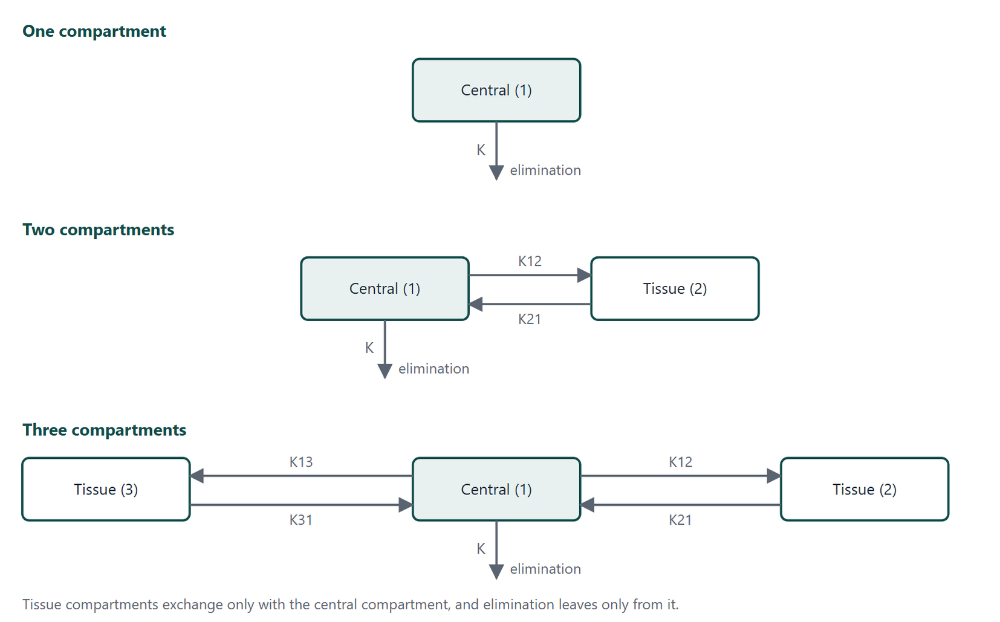 One compartment
Central (1)
K
elimination
Two compartments
K12
Central (1)
Tissue (2)
K21
K
elimination
Three compartments
K13
K12
Tissue (3)
Central (1)
Tissue (2)
K31
K21
K
elimination
Tissue compartments exchange only with the central compartment, and elimination leaves only from it.